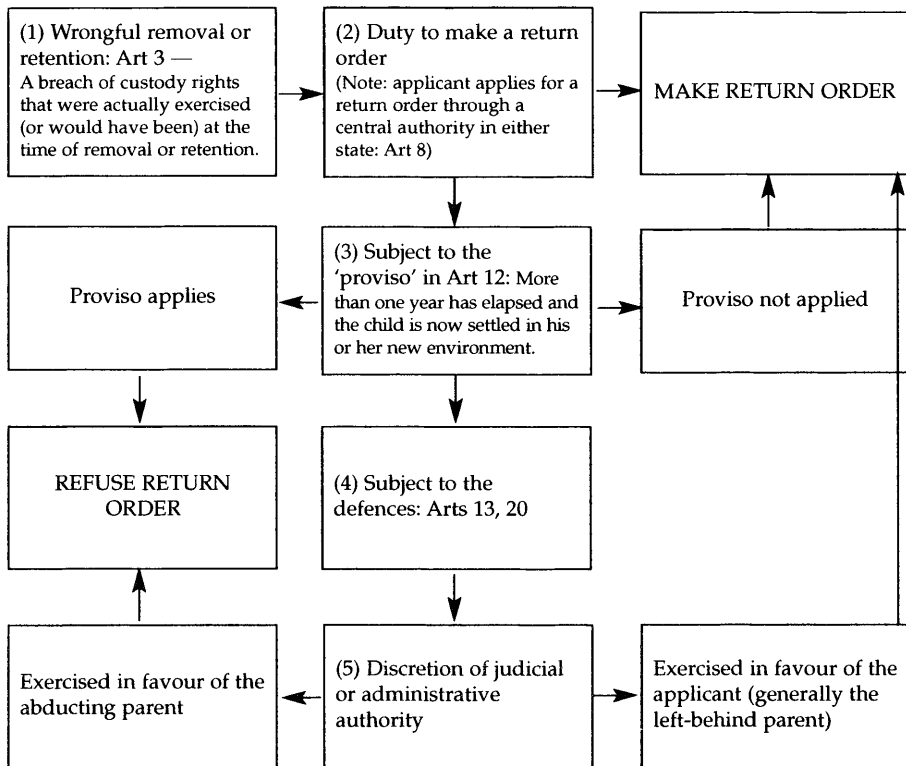 (1) Wrongful removal or
retention: Art 3 —
A breach of custody rights
that were actually exercised
(or would have been) at the
time of removal or retention.
(2) Duty to make a return
order
(Note: applicant applies for a
return order through a
central authority in either
state: Art 8)
MAKE RETURN ORDER
Proviso applies
(3) Subject to the
‘proviso’ in Art 12: More
than one year has elapsed and
the child is now settled in his
or her new environment.
Proviso not applied
REFUSE RETURN
ORDER
(4) Subject to the
defences: Arts 13, 20
Exercised in favour of the
abducting parent
(5) Discretion of judicial
or administrative
authority
Exercised in favour of the
applicant (generally the
left-behind parent)